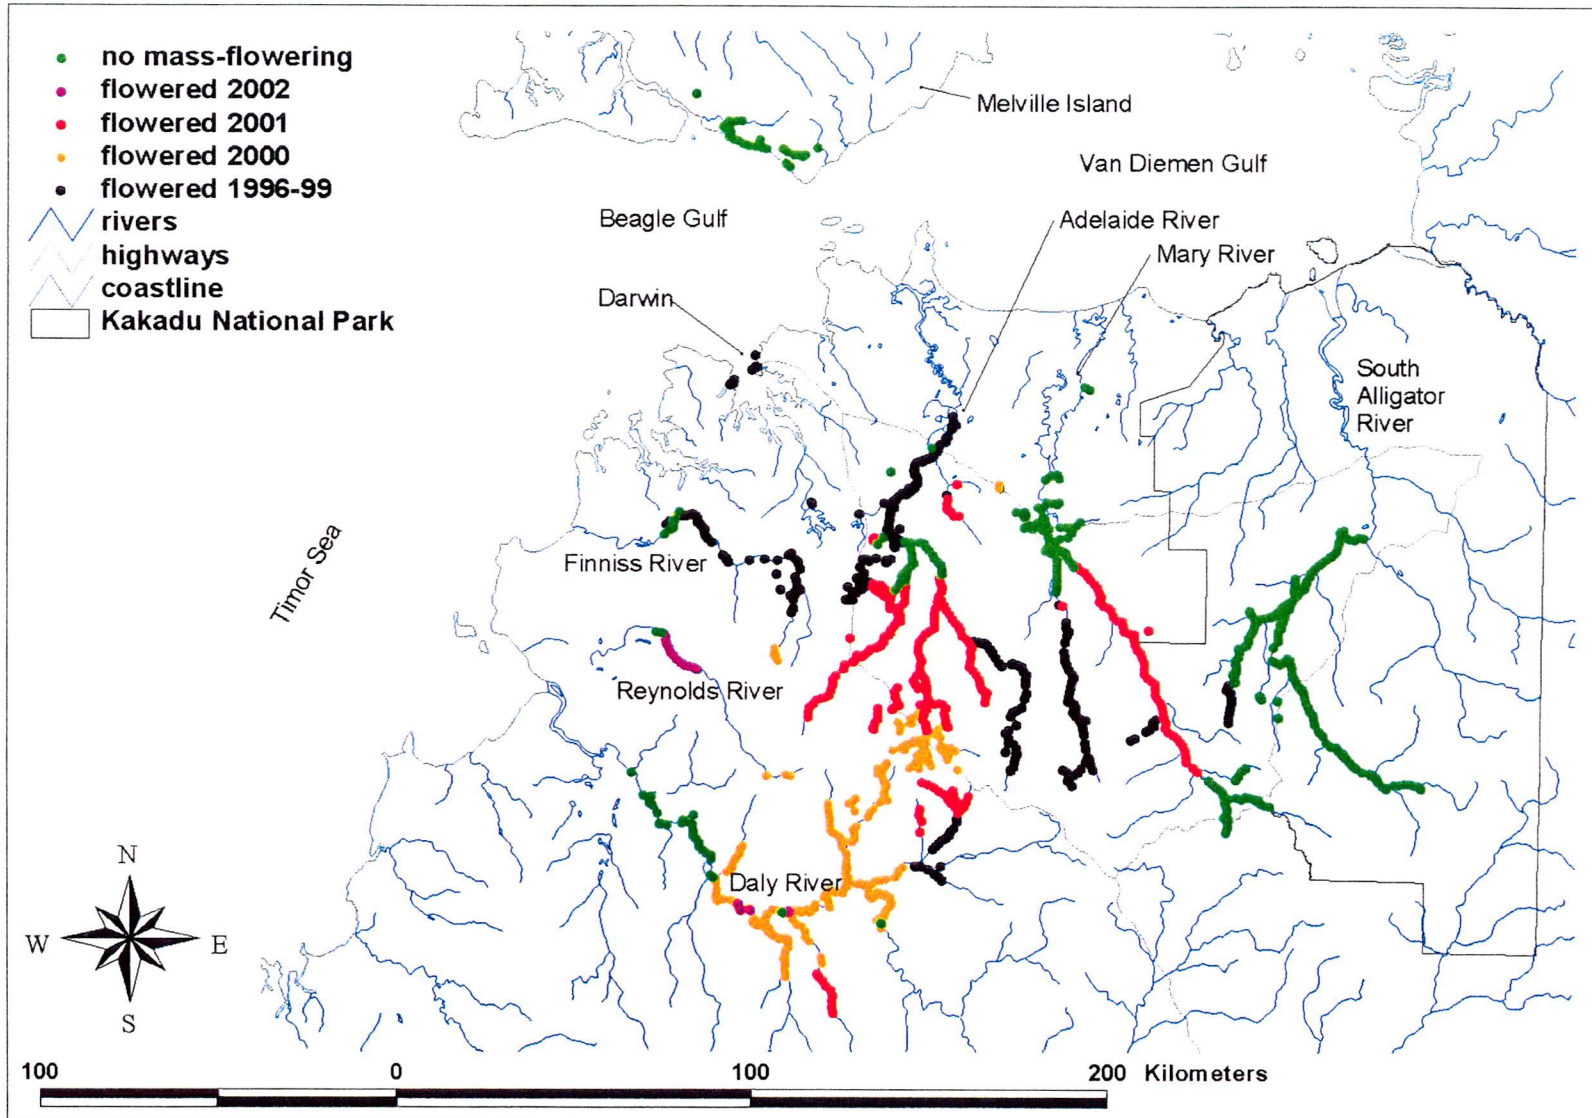 no mass-flowering
flowered 2002
flowered 2001
flowered 2000
flowered 1996-99
rivers
highways
coastline
Kakadu National Park
Melville Island
Van Diemen Gulf
Beagle Gulf
Adelaide River
Mary River
Darwin
South
Alligator
River
Timor Sea
Finniss River
Reynolds River
Daly River
N
W
E
S
100
0
100
200
Kilometers